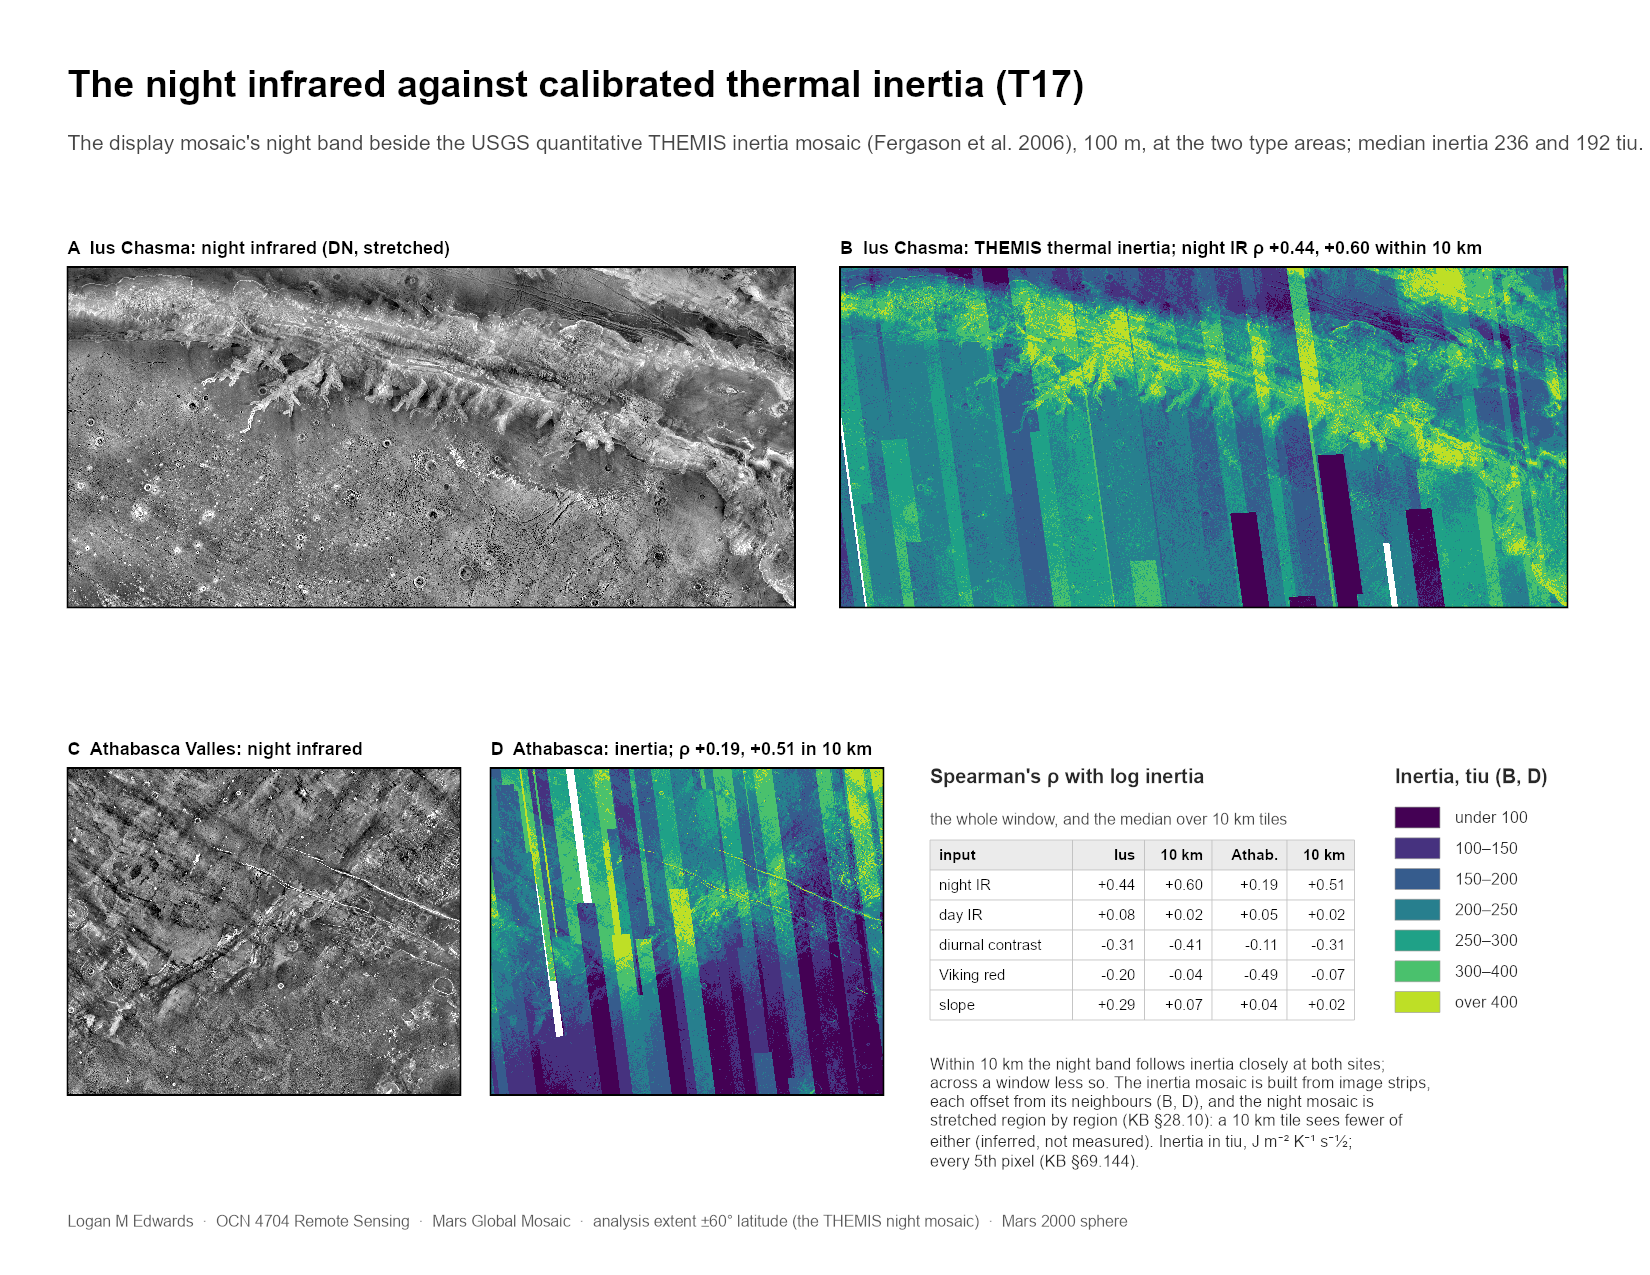 The night infrared against calibrated thermal inertia (T17)
The display mosaic's night band beside the USGS quantitative THEMIS inertia mosaic (Fergason et al. 2006), 100 m, at the two type areas; median inertia 236 and 192 tiu.
A Ius Chasma: night infrared (DN, stretched)
B Ius Chasma: THEMIS thermal inertia; night IR ρ +0.44, +0.60 within 10 km
C Athabasca Valles: night infrared
D Athabasca: inertia; ρ +0.19, +0.51 in 10 km
Spearman's ρ with log inertia
the whole window, and the median over 10 km tiles
input Ius 10 km Athab. 10 km
night IR +0.44 +0.60 +0.19 +0.51
day IR +0.08 +0.02 +0.05 +0.02
diurnal contrast -0.31 -0.41 -0.11 -0.31
Viking red -0.20 -0.04 -0.49 -0.07
slope +0.29 +0.07 +0.04 +0.02
Inertia, tiu (B, D)
under 100
100–150
150–200
200–250
250–300
300–400
over 400
Within 10 km the night band follows inertia closely at both sites;
across a window less so. The inertia mosaic is built from image strips,
each offset from its neighbours (B, D), and the night mosaic is
stretched region by region (KB §28.10): a 10 km tile sees fewer of
either (inferred, not measured). Inertia in tiu, J m⁻² K⁻¹ s⁻½;
every 5th pixel (KB §69.144).
Logan M Edwards · OCN 4704 Remote Sensing · Mars Global Mosaic · analysis extent ±60° latitude (the THEMIS night mosaic) · Mars 2000 sphere